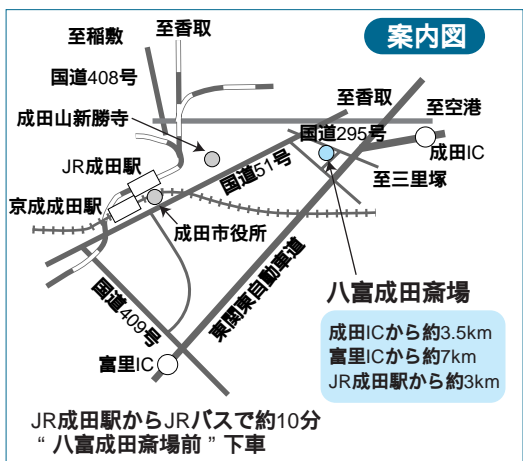 案内図
至稲敷
至香取
国道408号
成田山新勝寺
至香取
至空港
国道295号
成田IC
JR成田駅
国道51号
至三里塚
京成成田駅
成田市役所
東関東自動車道
国道409号
富里IC
八富成田斎場
成田ICから約3.5km
富里ICから約7km
JR成田駅から約3km
JR成田駅からJRバスで約10分
“八富成田斎場前”下車